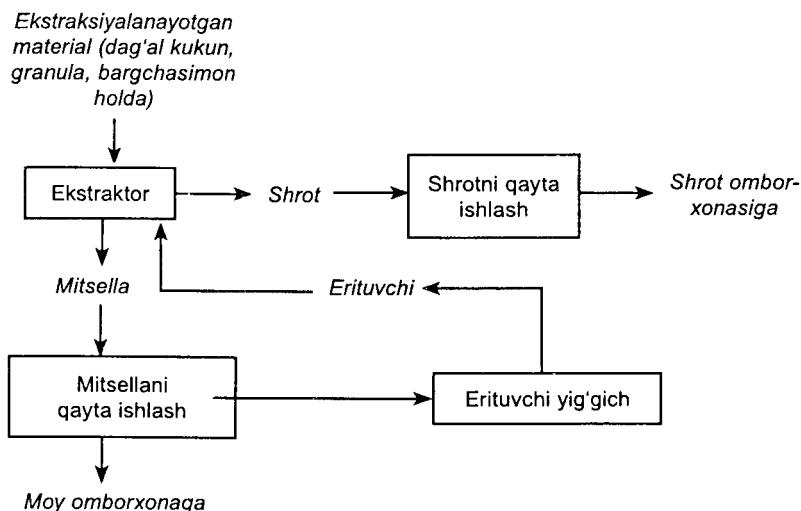 Ekstraksiyalanayotgan
material (dag‘al kukun,
granula, bargchasimon
holda)
Ekstraktor
Shrot
Shrotni qayta
ishlash
Shrot ombor-
xonasiga
Mitsella
Erituvchi
Mitsellani
qayta ishlash
Erituvchi yig‘gich
Moy omborxonaga